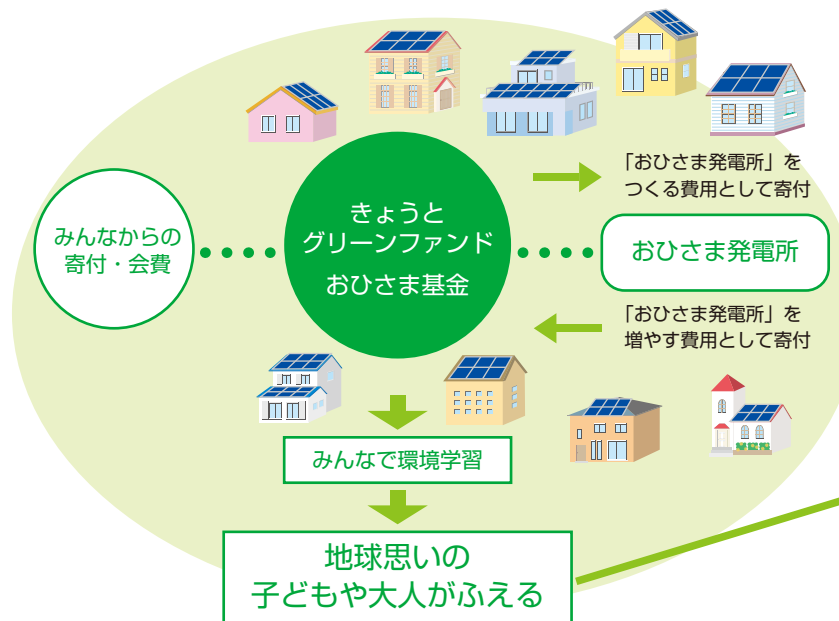 「おひさま発電所」を
つくる費用として寄付
みんなからの
寄付・会費
きょうと
グリーンファンド
おひさま基金
おひさま発電所
「おひさま発電所」を
増やす費用として寄付
みんなで環境学習
地球思いの
子どもや大人がふえる